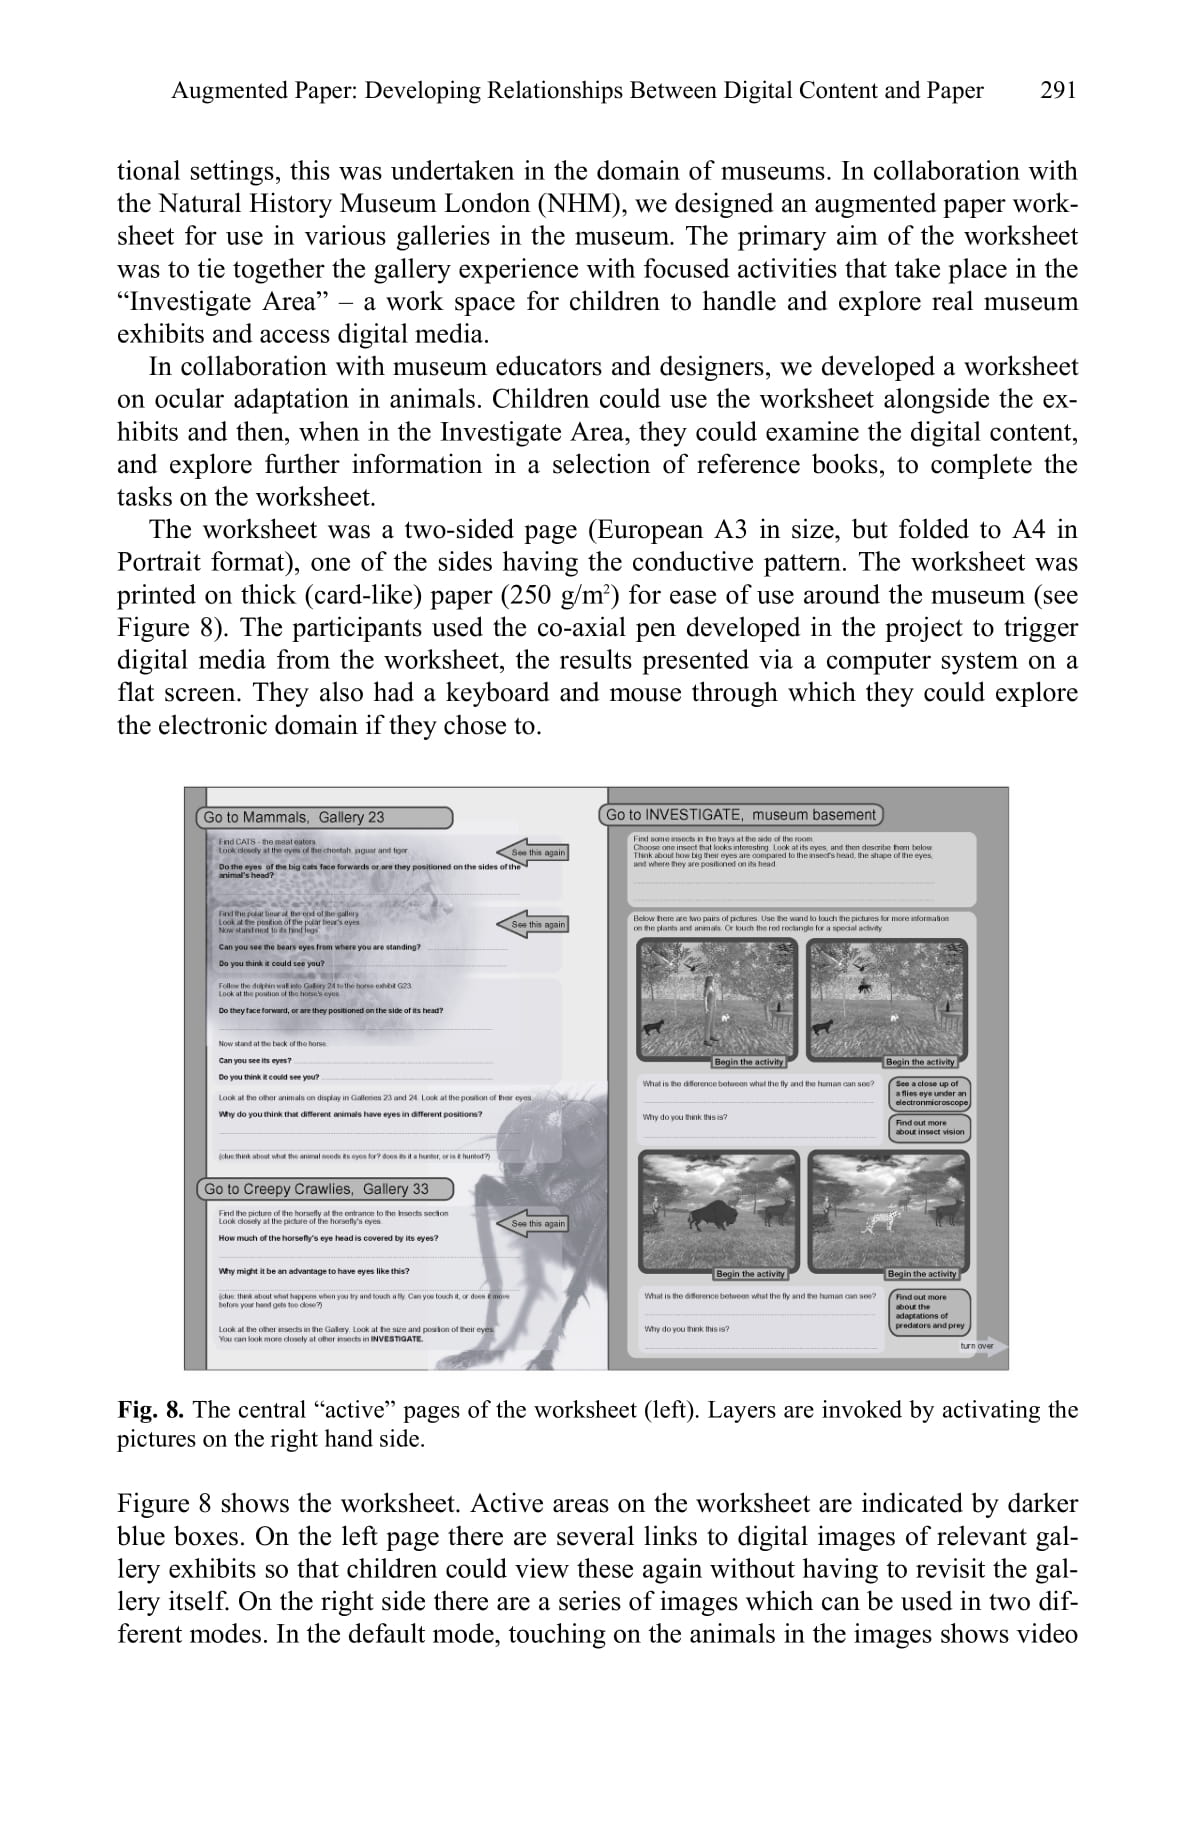 Augmented Paper: Developing Relationships Between Digital Content and Paper 291
tional settings, this was undertaken in the domain of museums. In collaboration with
the Natural History Museum London (NHM), we designed an augmented paper work-
sheet for use in various galleries in the museum. The primary aim of the worksheet
was to tie together the gallery experience with focused activities that take place in the
“Investigate Area” – a work space for children to handle and explore real museum
exhibits and access digital media.
In collaboration with museum educators and designers, we developed a worksheet
on ocular adaptation in animals. Children could use the worksheet alongside the ex-
hibits and then, when in the Investigate Area, they could examine the digital content,
and explore further information in a selection of reference books, to complete the
tasks on the worksheet.
The worksheet was a two-sided page (European A3 in size, but folded to A4 in
Portrait format), one of the sides having the conductive pattern. The worksheet was
printed on thick (card-like) paper (250 g/m²) for ease of use around the museum (see
Figure 8). The participants used the co-axial pen developed in the project to trigger
digital media from the worksheet, the results presented via a computer system on a
flat screen. They also had a keyboard and mouse through which they could explore
the electronic domain if they chose to.
Go to Mammals, Gallery 23
Find CATS - the meat eaters
Look closely at the eyes of the cheetah, jaguar and tiger
See this again
Do the eyes of the big cats face forwards or are they positioned on the sides of the
animal's head?
Find the polar bear at the end of the gallery
Look at the position of the polar bear's eyes
Now stand next to its hind legs
See this again
Can you see the bears eyes from where you are standing?
Do you think it could see you?
Follow the dolphin wall into Gallery 24 to the horse exhibit G23
Look at the position of the horse's eyes
Do they face forward, or are they positioned on the side of its head?
Now stand at the back of the horse.
Can you see its eyes?
Do you think it could see you?
Look at the other animals on display in Galleries 23 and 24. Look at the position of their eyes
Why do you think that different animals have eyes in different positions?
(clue:think about what the animal needs its eyes for? does its it a hunter, or is it hunted?)
Go to Creepy Crawlies, Gallery 33
Find the picture of the horsefly at the entrance to the Insects section
Look closely at the picture of the horsefly's eyes.
See this again
How much of the horsefly's eye head is covered by its eyes?
Why might it be an advantage to have eyes like this?
(clue: think about what happens when you try and touch a fly. Can you touch it, or does it move
before your hand gets too close?)
Look at the other insects in the Gallery. Look at the size and position of their eyes
You can look more closely at other insects in INVESTIGATE.
Go to INVESTIGATE, museum basement
Find some insects in the trays at the side of the room
Choose one insect that looks interesting. Look at its eyes, and then describe them below
Think about how big their eyes are compared to the insect's head, the shape of the eyes,
and where they are positioned on its head
Below there are two pairs of pictures. Use the wand to touch the pictures for more information
on the plants and animals. Or touch the red rectangle for a special activity
Begin the activity
Begin the activity
What is the difference between what the fly and the human can see?
See a close up of
a flies eye under an
electronmicroscope
Why do you think this is?
Find out more
about insect vision
Begin the activity
Begin the activity
What is the difference between what the fly and the human can see?
Find out more
about the
adaptations of
predators and prey
Why do you think this is?
turn over
Fig. 8. The central “active” pages of the worksheet (left). Layers are invoked by activating the
pictures on the right hand side.
Figure 8 shows the worksheet. Active areas on the worksheet are indicated by darker
blue boxes. On the left page there are several links to digital images of relevant gal-
lery exhibits so that children could view these again without having to revisit the gal-
lery itself. On the right side there are a series of images which can be used in two dif-
ferent modes. In the default mode, touching on the animals in the images shows video